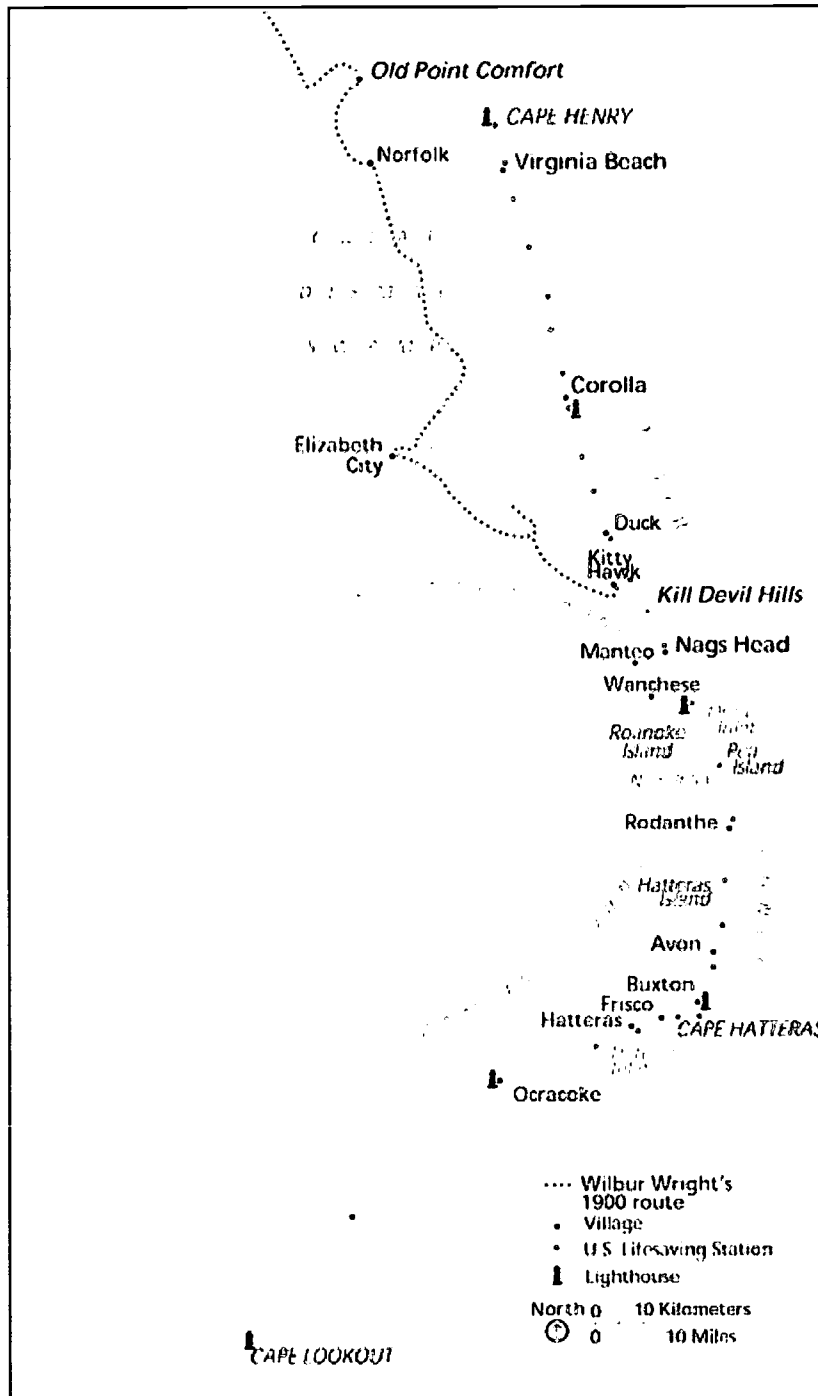 Old Point Comfort
CAPE HENRY
Norfolk
Virginia Beach
Corolla
Elizabeth
City
Duck
Kitty
Hawk
Kill Devil Hills
Manteo
Nags Head
Wanchese
Roanoke
Island
Pea
Island
Rodanthe
Hatteras
Island
Avon
Buxton
Frisco
Hatteras
CAPE HATTERAS
Ocracoke
Wilbur Wright's
1900 route
Village
U.S. Lifesaving Station
Lighthouse
North 0 10 Kilometers
0 10 Miles
CAPE LOOKOUT